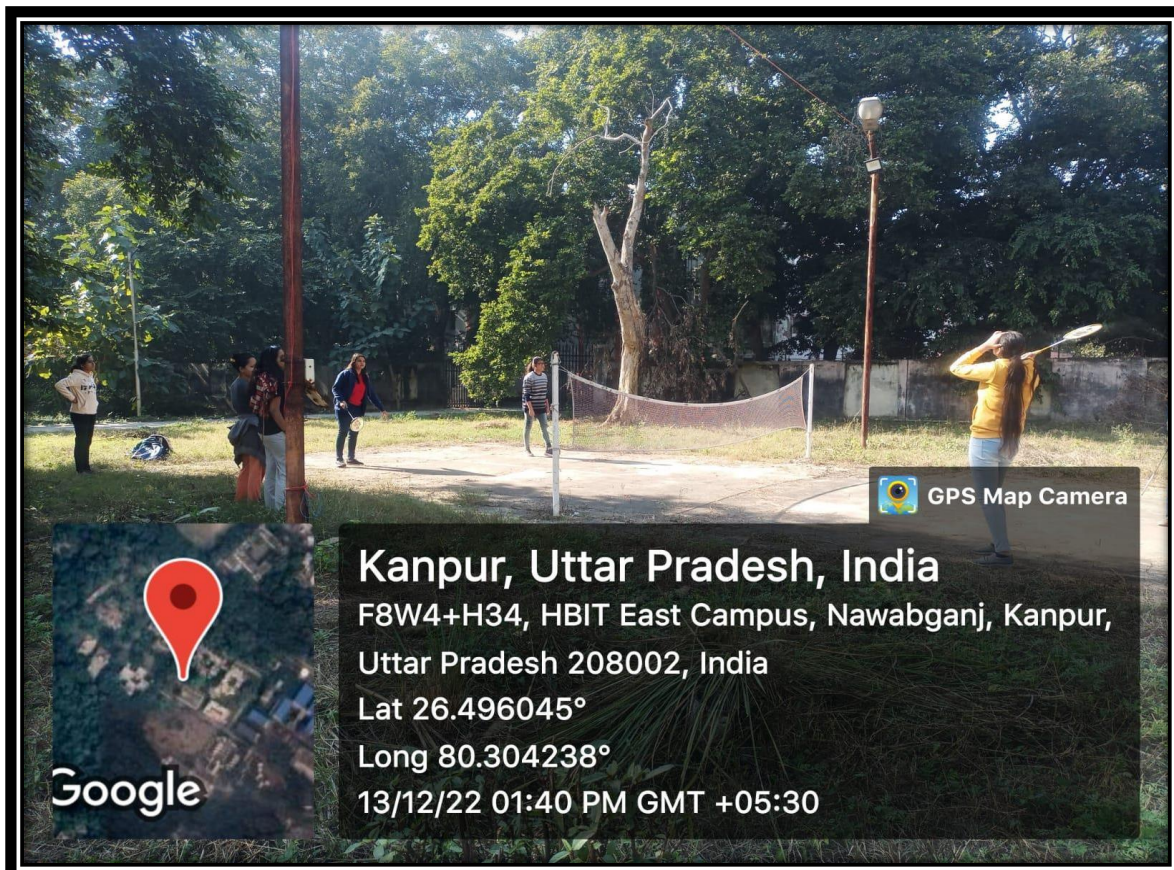 GPS Map Camera
Kanpur, Uttar Pradesh, India
F8W4+H34, HBIT East Campus, Nawabganj, Kanpur,
Uttar Pradesh 208002, India
Lat 26.496045°
Long 80.304238°
13/12/22 01:40 PM GMT +05:30
Google